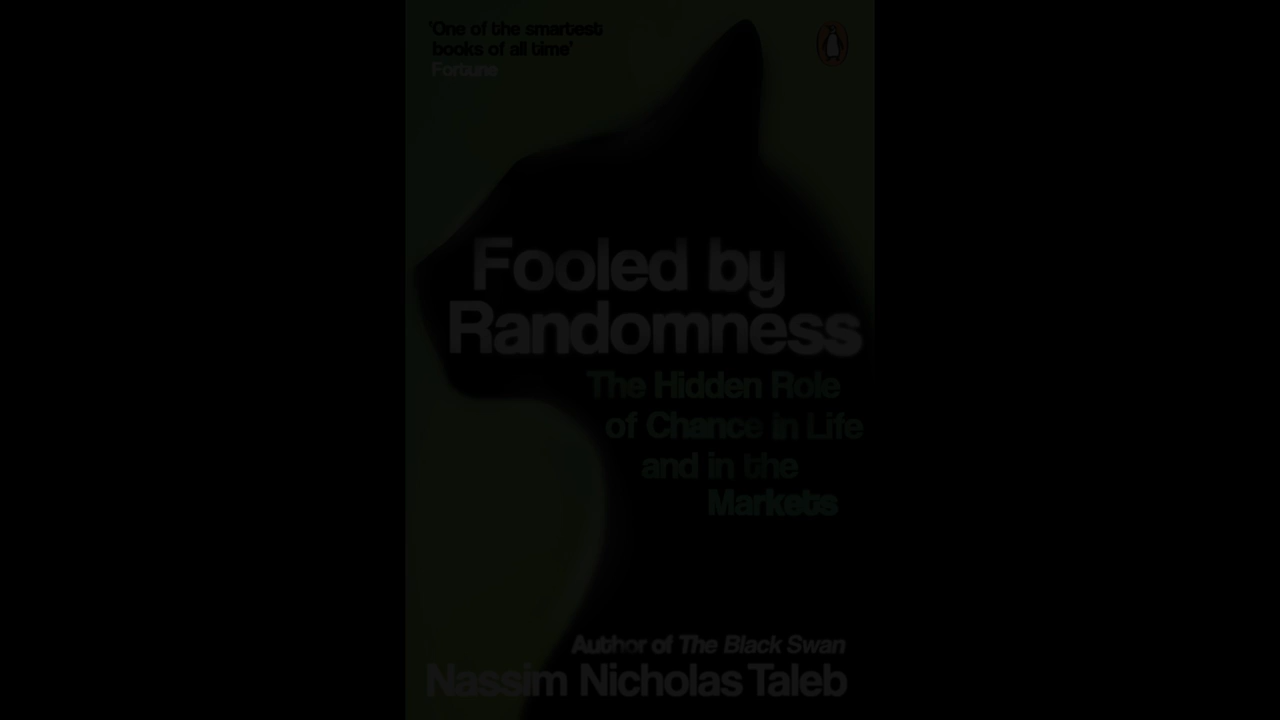 'One of the smartest
books of all time'
Fortune
Fooled by
Randomness
The Hidden Role
of Chance in Life
and in the
Markets
Author of The Black Swan
Nassim Nicholas Taleb